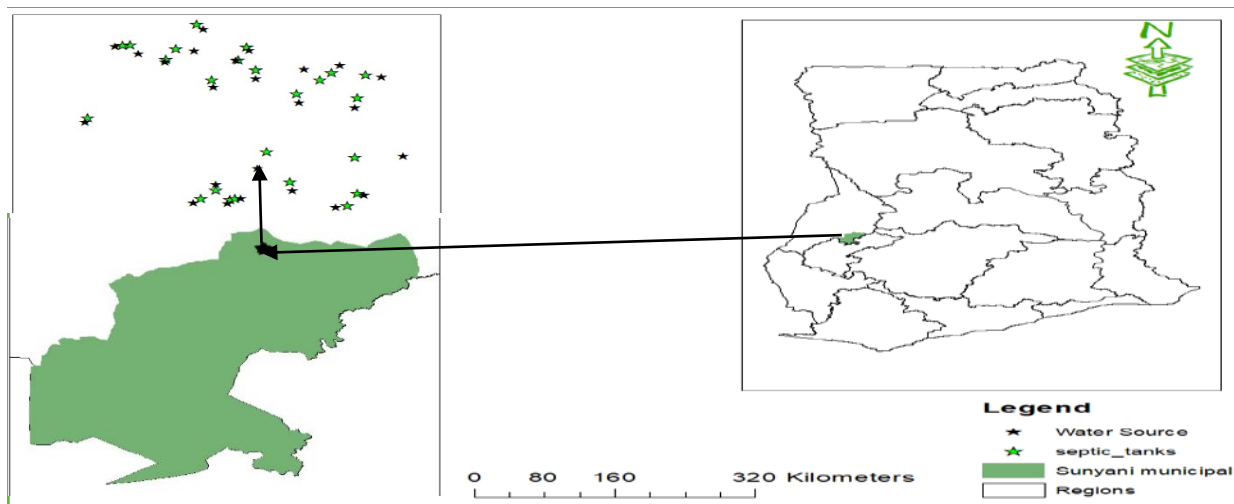 N
Legend
Water Source
septic_tanks
Sunyani municipal
Regions
0 80 160 320 Kilometers